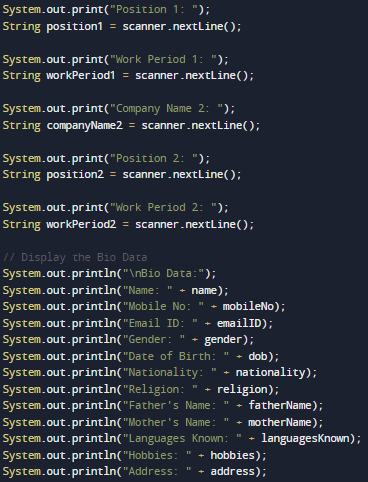 System.out.print("Position 1: ");
String position1 = scanner.nextLine();
System.out.print("Work Period 1: ");
String workPeriod1 = scanner.nextLine();
System.out.print("Company Name 2: ");
String companyName2 = scanner.nextLine();
System.out.print("Position 2: ");
String position2 = scanner.nextLine();
System.out.print("Work Period 2: ");
String workPeriod2 = scanner.nextLine();
// Display the Bio Data
System.out.println("\nBio Data:");
System.out.println("Name: " + name);
System.out.println("Mobile No: " + mobileNo);
System.out.println("Email ID: " + emailID);
System.out.println("Gender: " + gender);
System.out.println("Date of Birth: " + dob);
System.out.println("Nationality: " + nationality);
System.out.println("Religion: " + religion);
System.out.println("Father's Name: " + fatherName);
System.out.println("Mother's Name: " + motherName);
System.out.println("Languages Known: " + languagesKnown);
System.out.println("Hobbies: " + hobbies);
System.out.println("Address: " + address);